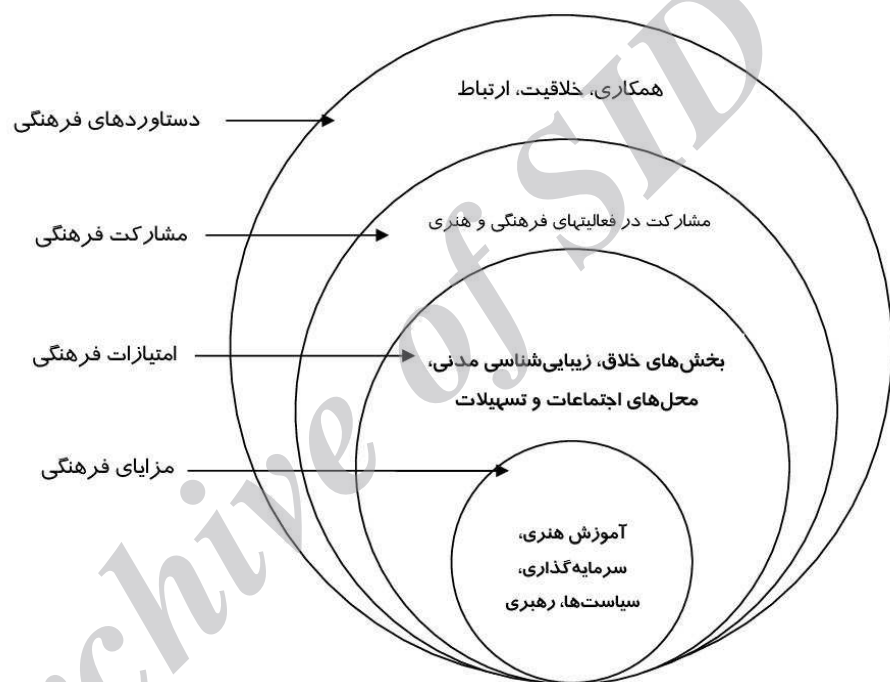 همکاری، خلاقیت، ارتباط
دستاوردهای فرهنگی
مشارکت در فعالیتهای فرهنگی و هنری
مشارکت فرهنگی
امتیازات فرهنگی
بخش‌های خلاق، زیبایی‌شناسی مدنی،
محل‌های اجتماعات و تسهیلات
مزایای فرهنگی
آموزش هنری،
سرمایه‌گذاری،
سیاست‌ها، رهبری
Archive of SID